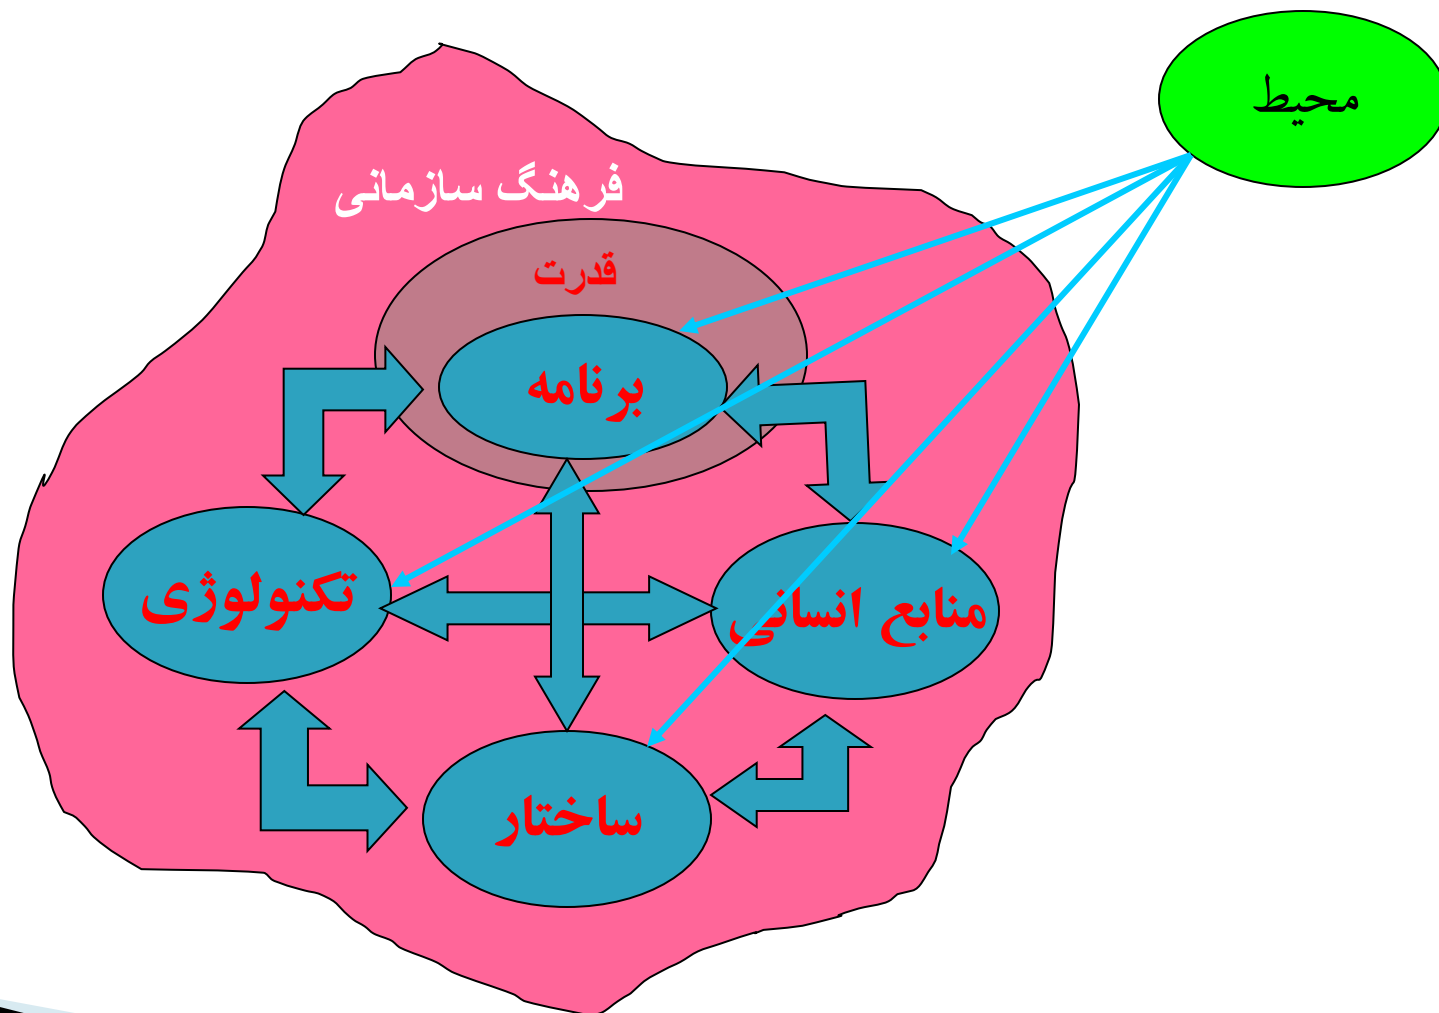 محیط
فرهنگ سازمانی
قدرت
برنامه
تکنولوژی
منابع انسانی
ساختار